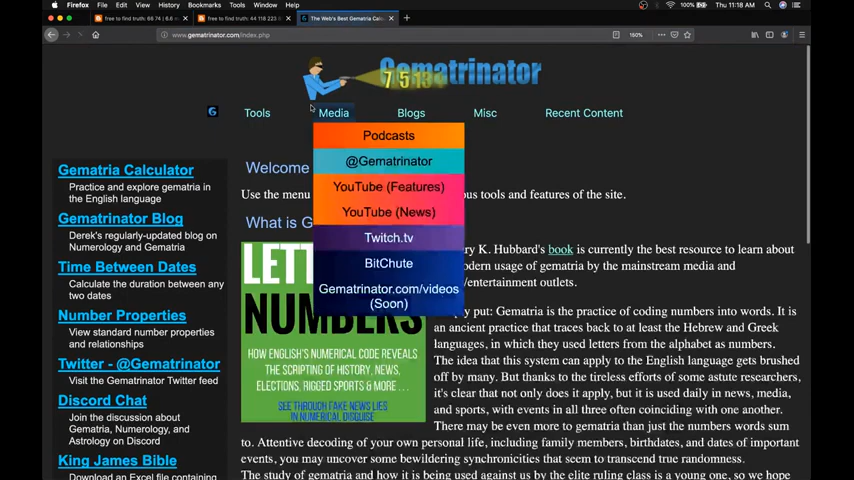 Firefox File Edit View History Bookmarks Tools Window Help
100% Thu 11:18 AM
free to find truth: 66 74 | 6.6 m
free to find truth: 44 118 223
The Web's Best Gematria Calc
www.gematrinator.com/index.php
150%
7 5 13
Gematrinator
G
Tools
Media
Blogs
Misc
Recent Content
Podcasts
@Gematrinator
YouTube (Features)
YouTube (News)
Twitch.tv
BitChute
Gematrinator.com/videos
(Soon)
Gematria Calculator
Practice and explore gematria in
the English language
Gematrinator Blog
Derek's regularly-updated blog on
Numerology and Gematria
Time Between Dates
Calculate the duration between any
two dates
Number Properties
View standard number properties
and relationships
Twitter - @Gematrinator
Visit the Gematrinator Twitter feed
Discord Chat
Join the discussion about
Gematria, Numerology, and
Astrology on Discord
King James Bible
Download an Excel file containing
Welcome
Use the menu
ous tools and features of the site.
What is G
LETT
NUMBERS
HOW ENGLISH'S NUMERICAL CODE REVEALS
THE SCRIPTING OF HISTORY, NEWS,
ELECTIONS, RIGGED SPORTS & MORE...
SEE THROUGH FAKE NEWS LIES
IN NUMERICAL DISGUISE
ry K. Hubbard's book is currently the best resource to learn about
odern usage of gematria by the mainstream media and
/entertainment outlets.
ply put: Gematria is the practice of coding numbers into words. It is
an ancient practice that traces back to at least the Hebrew and Greek
languages, in which they used letters from the alphabet as numbers.
The idea that this system can apply to the English language gets brushed
off by many. But thanks to the tireless efforts of some astute researchers,
it's clear that not only does it apply, but it is used daily in news, media,
and sports, with events in all three often coinciding with one another.
There may be even more to gematria than just the numbers words sum
to. Attentive decoding of your own personal life, including family members, birthdates, and dates of important
events, you may uncover some bewildering synchronicities that seem to transcend true randomness.
The study of gematria and how it is being used against us by the elite ruling class is a young one, so we hope